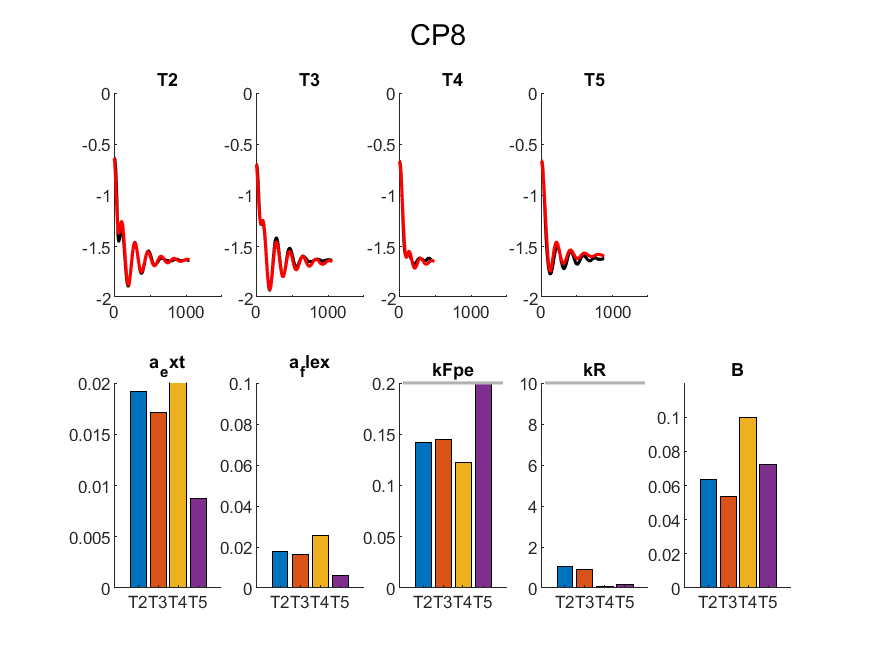 CP8
T2 T3 T4 T5
0 0 0 0
-0.5 -0.5 -0.5 -0.5
-1 -1 -1 -1
-1.5 -1.5 -1.5 -1.5
-2 -2 -2 -2
0 1000 0 1000 0 1000 0 1000
aext aflex kFpe kR B
0.02 0.1 0.2 10
0.1
0.015 0.08 0.15 8
0.08
0.06 6
0.01 0.1 0.06
0.04 4
0.04
0.005 0.05
0.02 2 0.02
0 0 0 0 0
T2T3T4T5 T2T3T4T5 T2T3T4T5 T2T3T4T5 T2T3T4T5